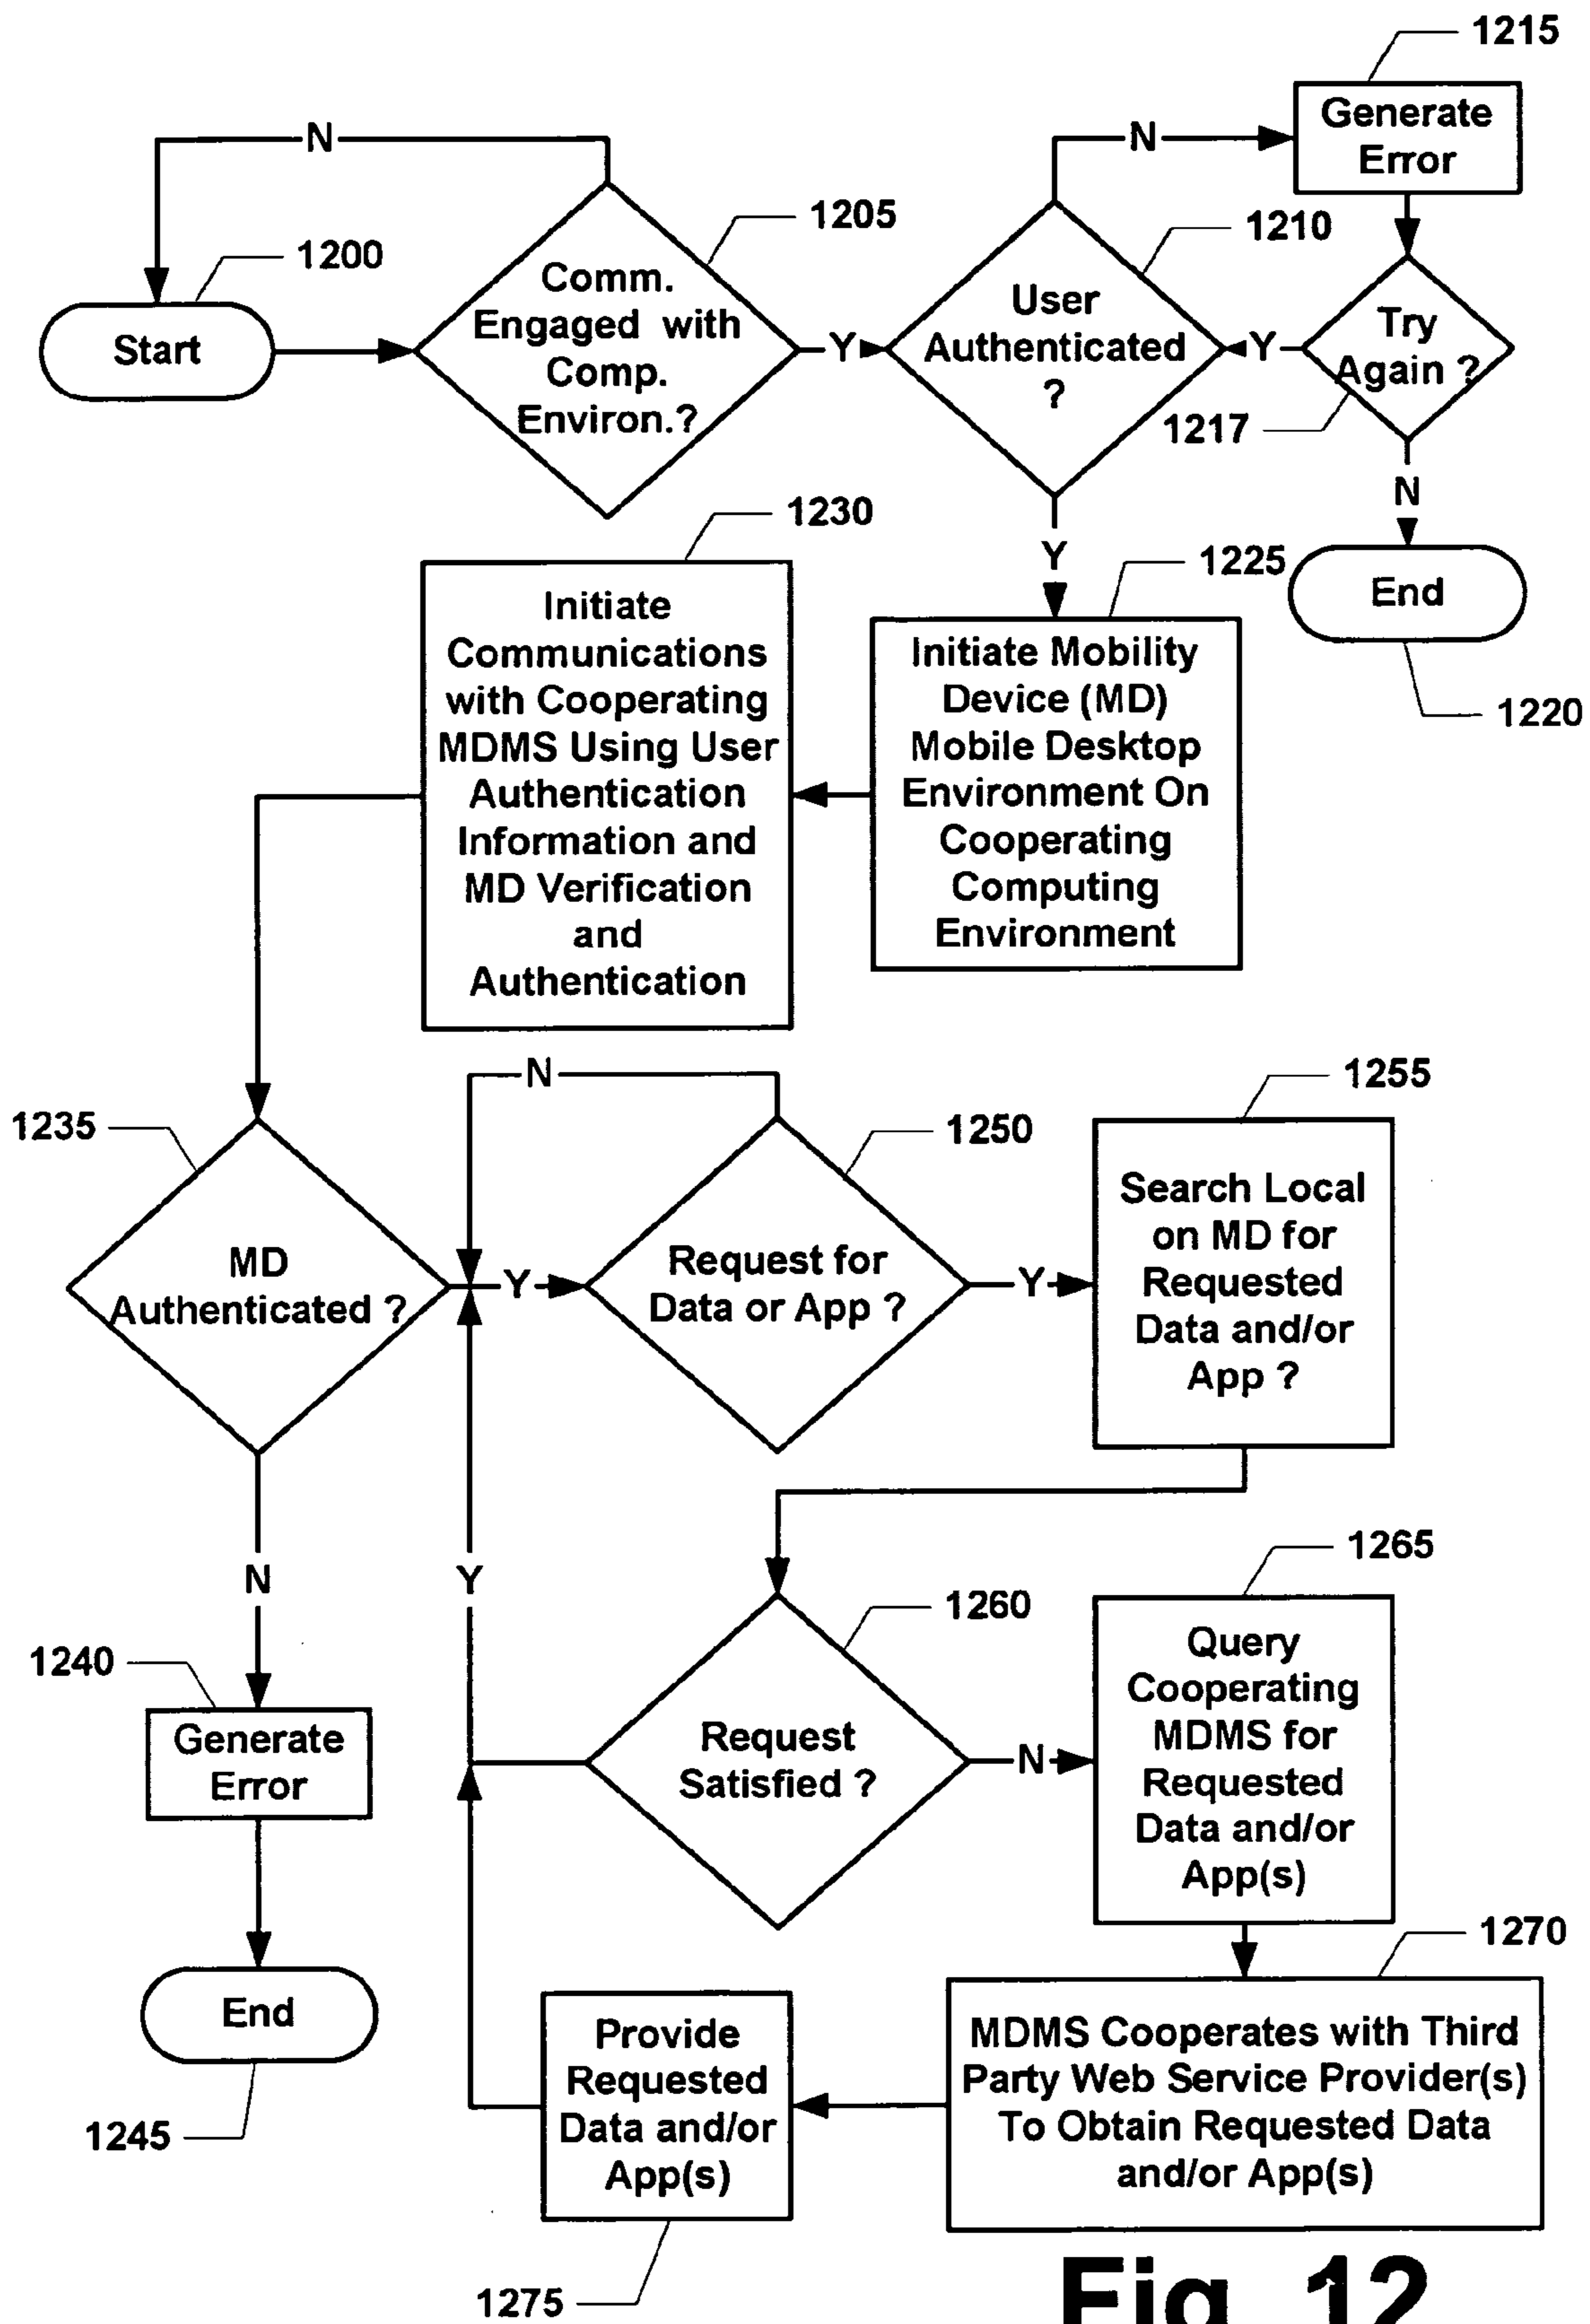 1215
Generate
Error
N
N
1205
1210
1200
Start
Comm.
Engaged with
Comp.
Environ.?
Y
User
Authenticated
?
Y
Try
Again ?
1217
N
End
1220
Y
1230
1225
Initiate
Communications
with Cooperating
MDMS Using User
Authentication
Information and
MD Verification
and
Authentication
Initiate Mobility
Device (MD)
Mobile Desktop
Environment On
Cooperating
Computing
Environment
N
1235
MD
Authenticated ?
Y
1250
Request for
Data or App ?
Y
1255
Search Local
on MD for
Requested
Data and/or
App ?
N
Y
1240
Generate
Error
End
1245
1260
Request
Satisfied ?
N
1265
Query
Cooperating
MDMS for
Requested
Data and/or
App(s)
1270
MDMS Cooperates with Third
Party Web Service Provider(s)
To Obtain Requested Data
and/or App(s)
Provide
Requested
Data and/or
App(s)
1275
Fig. 12